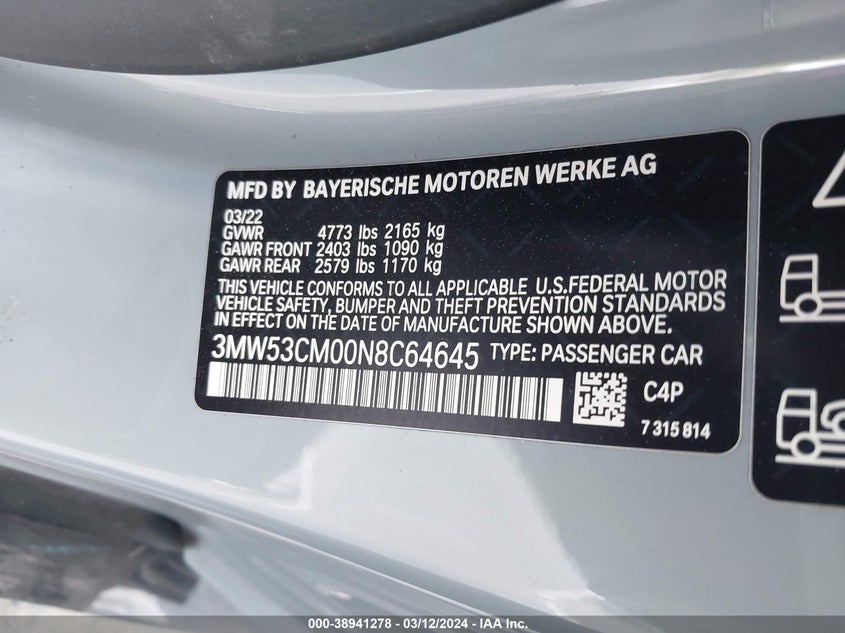 MFD BY BAYERISCHE MOTOREN WERKE AG
03/22
GVWR 4773 lbs 2165 kg
GAWR FRONT 2403 lbs 1090 kg
GAWR REAR 2579 lbs 1170 kg
THIS VEHICLE CONFORMS TO ALL APPLICABLE U.S.FEDERAL MOTOR
VEHICLE SAFETY, BUMPER AND THEFT PREVENTION STANDARDS
IN EFFECT ON THE DATE OF MANUFACTURE SHOWN ABOVE.
3MW53CM00N8C64645 TYPE: PASSENGER CAR
C4P
7 315 814
000-38941278 - 03/12/2024 - IMPACT AUTO